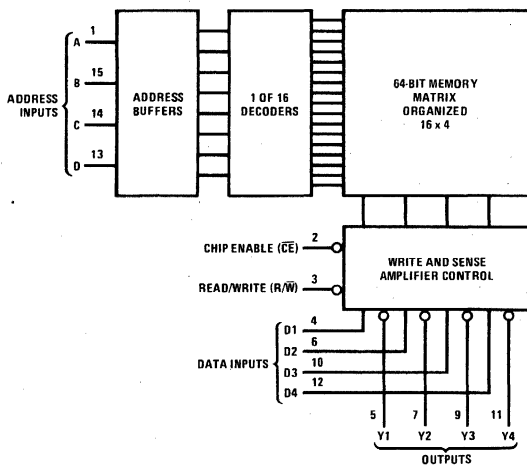 ADDRESS
INPUTS
A 1
B 15
C 14
D 13
ADDRESS
BUFFERS
1 OF 16
DECODERS
64-BIT MEMORY
MATRIX
ORGANIZED
16 x 4
CHIP ENABLE (C̅E̅) 2
READ/WRITE (R/W̅) 3
WRITE AND SENSE
AMPLIFIER CONTROL
DATA INPUTS
D1 4
D2 6
D3 10
D4 12
5 7 9 11
Y1 Y2 Y3 Y4
OUTPUTS